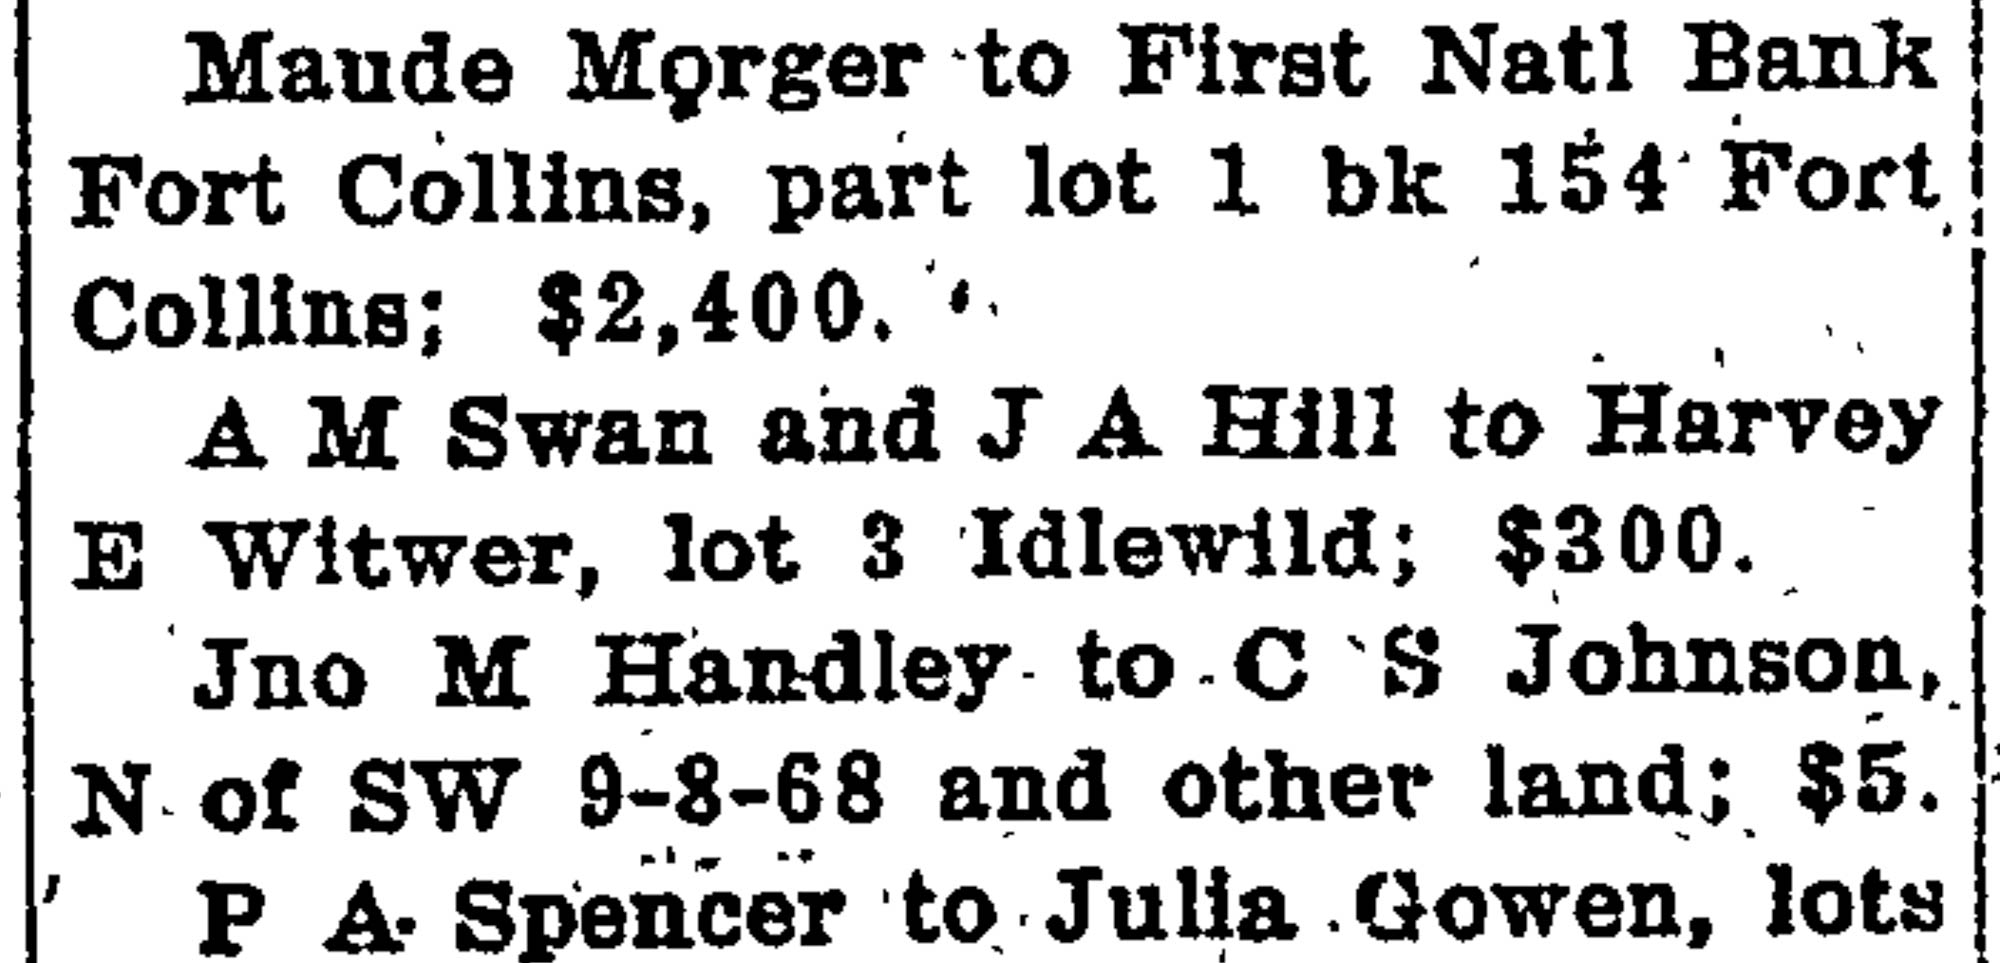 Maude Morger to First Natl Bank
Fort Collins, part lot 1 bk 154 Fort
Collins; $2,400.
A M Swan and J A Hill to Harvey
E Witwer, lot 3 Idlewild; $300.
Jno M Handley to C S Johnson,
N of SW 9-8-68 and other land; $5.
P A Spencer to Julia Gowen, lots